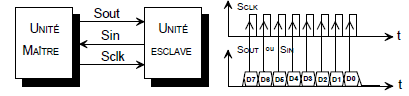 UNITÉ
MAÎTRE
Sout
Sin
Sclk
UNITÉ
ESCLAVE
SCLK
t
SOUT ou SIN
D7 D6 D5 D4 D3 D2 D1 D0
t